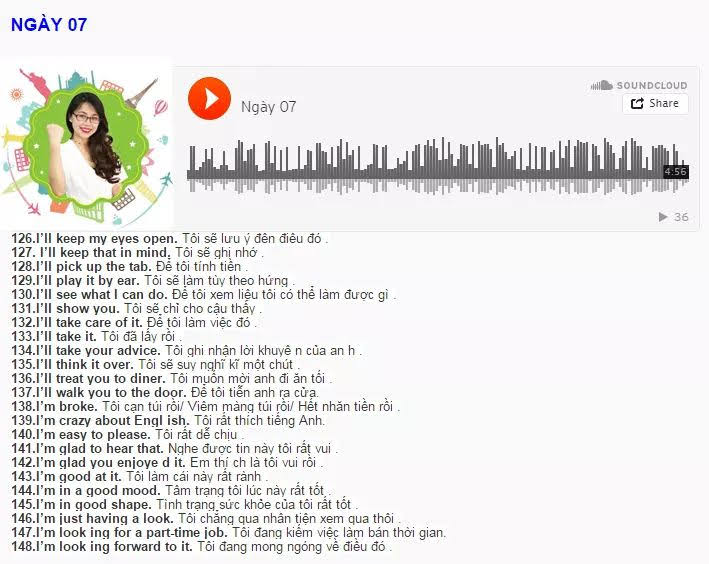 NGÀY 07
SOUNDCLOUD
Share
Ngày 07
4:56
36
126.I’ll keep my eyes open. Tôi sẽ lưu ý đên điêu đó .
127. I’ll keep that in mind. Tôi sẽ ghi nhớ .
128.I’ll pick up the tab. Để tôi tính tiền .
129.I’ll play it by ear. Tôi sẽ làm tùy theo hứng .
130.I’ll see what I can do. Để tôi xem liệu tôi có thể làm được gì .
131.I’ll show you. Tôi sẽ chỉ cho cậu thấy .
132.I’ll take care of it. Để tôi làm việc đó .
133.I’ll take it. Tôi đã lấy rồi .
134.I’ll take your advice. Tôi ghi nhận lời khuyê n của an h .
135.I’ll think it over. Tôi sẽ suy nghĩ kĩ một chút .
136.I’ll treat you to diner. Tôi muốn mời anh đi ăn tối .
137.I’ll walk you to the door. Để tôi tiễn anh ra cửa.
138.I’m broke. Tôi cạn túi rồi/ Viêm màng túi rồi/ Hết nhăn tiền rồi .
139.I’m crazy about Engl ish. Tôi rất thích tiếng Anh.
140.I’m easy to please. Tôi rất dễ chịu .
141.I’m glad to hear that. Nghe được tin này tôi rất vui .
142.I’m glad you enjoye d it. Em thí ch là tôi vui rồi .
143.I’m good at it. Tôi làm cái này rất rành .
144.I’m in a good mood. Tâm trạng tôi lúc này rất tốt .
145.I’m in good shape. Tình trạng sức khỏe của tôi rất tốt .
146.I’m just having a look. Tôi chẳng qua nhân tiện xem qua thôi .
147.I’m look ing for a part-time job. Tôi đang kiếm việc làm bán thời gian.
148.I’m look ing forward to it. Tôi đang mong ngóng về điều đó .